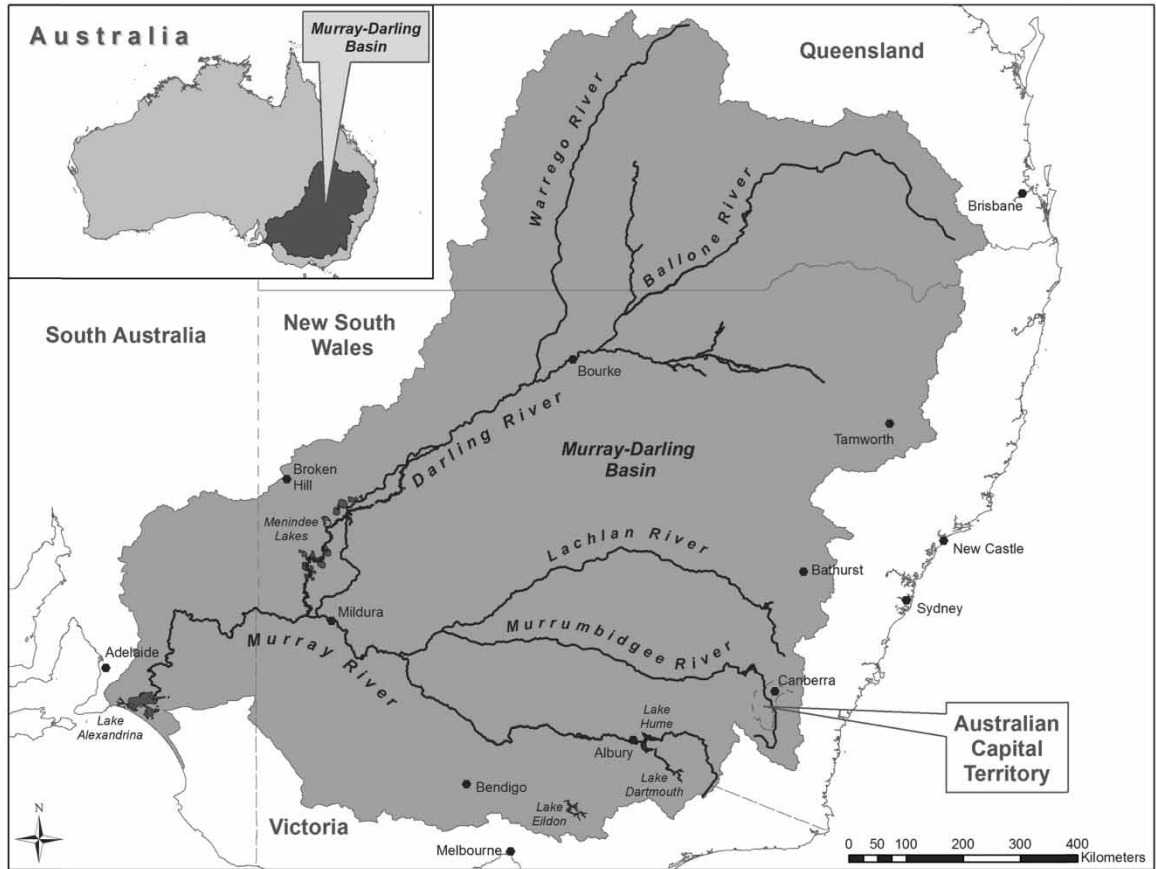 Australia
Murray-Darling
Basin
Queensland
Warrego River
Ballone River
Brisbane
South Australia
New South
Wales
Bourke
Darling River
Tamworth
Murray-Darling
Basin
Broken
Hill
Menindee
Lakes
Lachlan River
New Castle
Bathurst
Sydney
Mildura
Murrumbidgee River
Murray River
Adelaide
Canberra
Lake
Alexandrina
Lake
Hume
Albury
Australian
Capital
Territory
Lake
Dartmouth
Bendigo
Lake
Eildon
N
Victoria
Melbourne
0 50 100 200 300 400
Kilometers